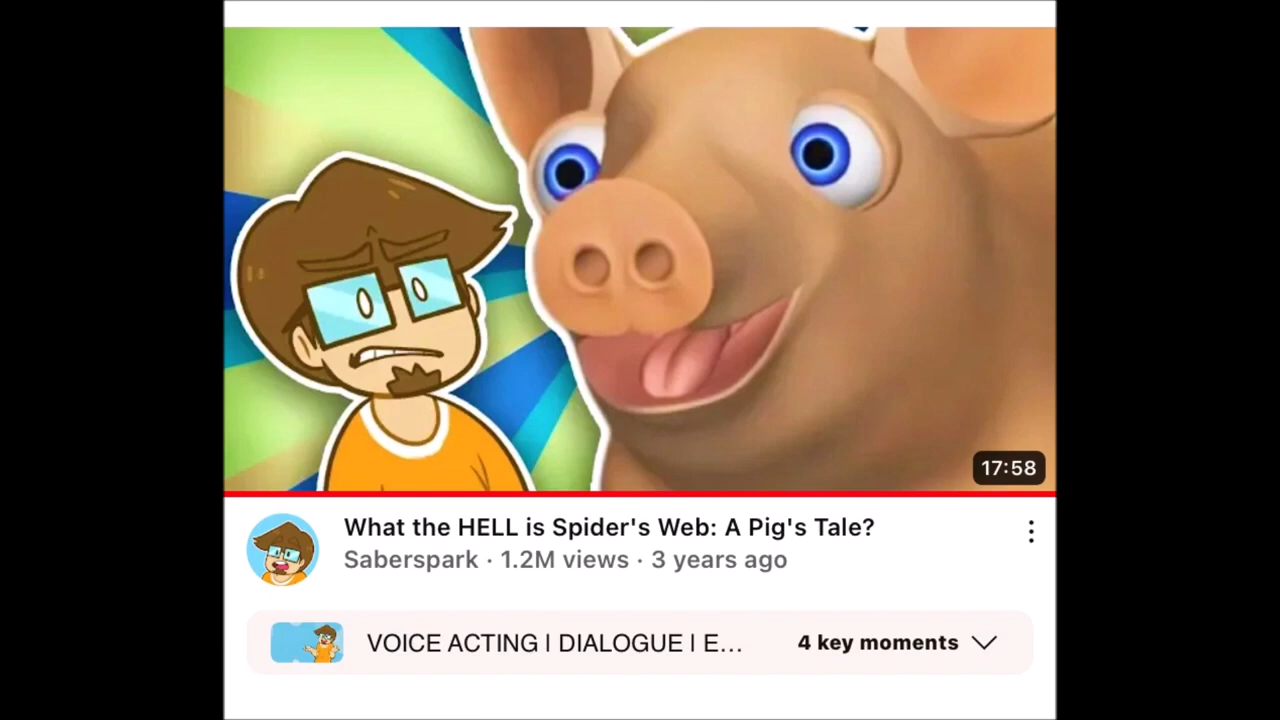 17:58
What the HELL is Spider's Web: A Pig's Tale?
Saberspark · 1.2M views · 3 years ago
VOICE ACTING | DIALOGUE | E... 4 key moments